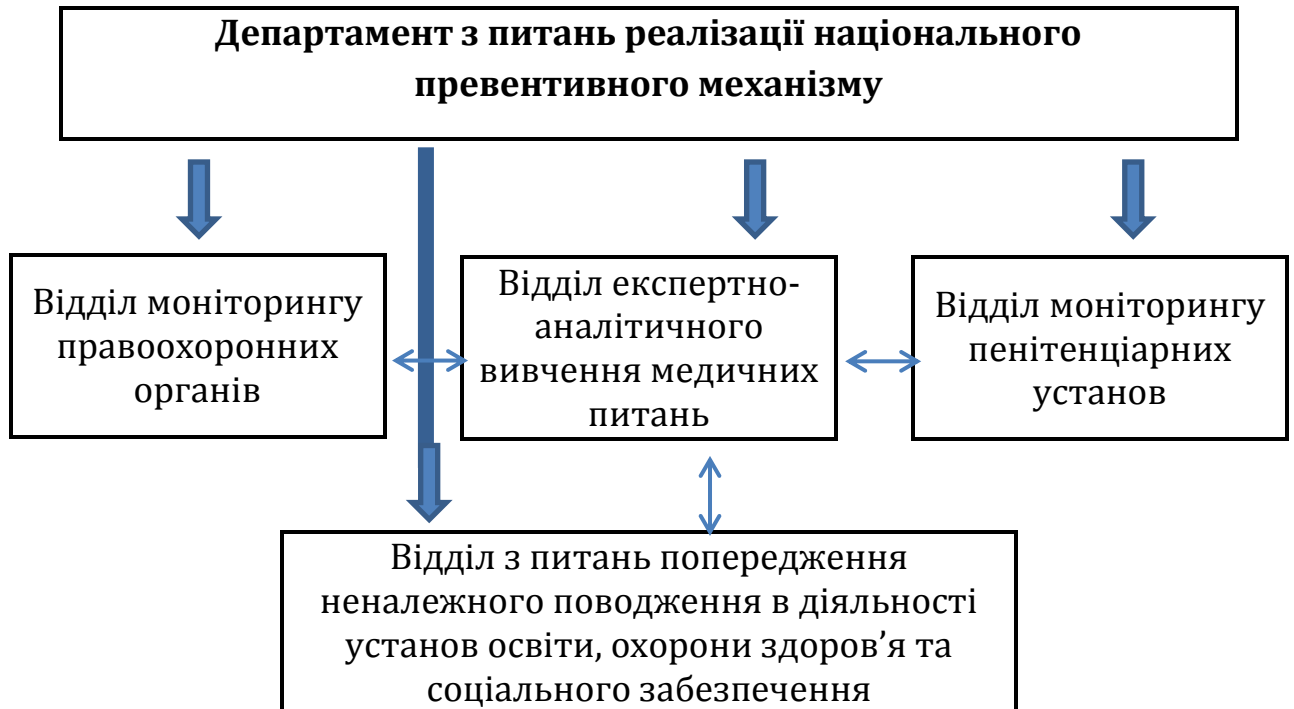 Департамент з питань реалізації національного
превентивного механізму
Відділ моніторингу
правоохоронних
органів
Відділ експертно-
аналітичного
вивчення медичних
питань
Відділ моніторингу
пенітенціарних
установ
Відділ з питань попередження
неналежного поводження в діяльності
установ освіти, охорони здоров’я та
соціального забезпечення